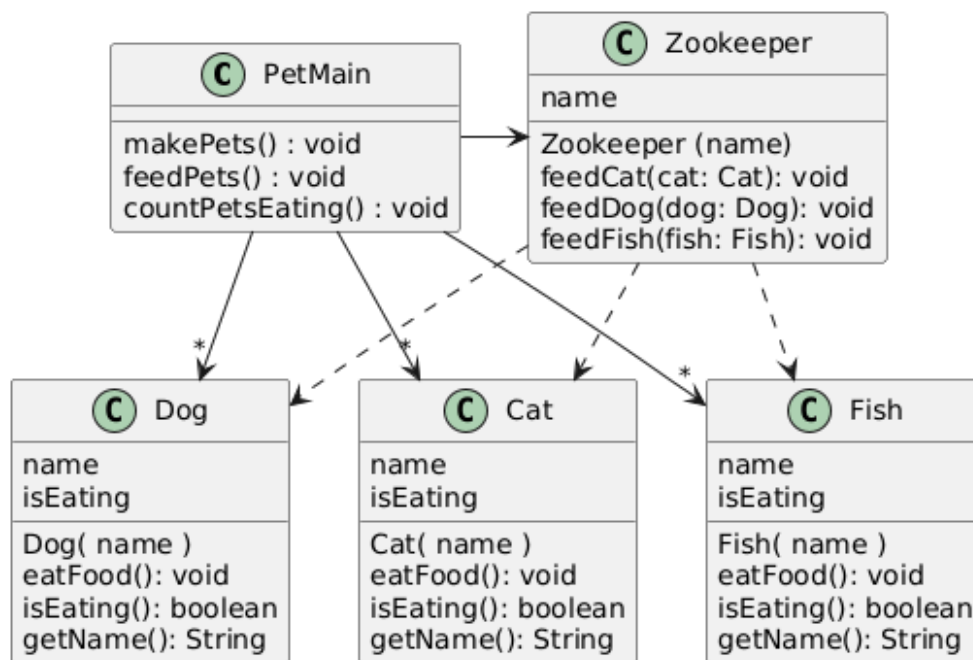 C PetMain
makePets() : void
feedPets() : void
countPetsEating() : void
C Zookeeper
name
Zookeeper (name)
feedCat(cat: Cat): void
feedDog(dog: Dog): void
feedFish(fish: Fish): void
*
*
*
C Dog
name
isEating
Dog( name )
eatFood(): void
isEating(): boolean
getName(): String
C Cat
name
isEating
Cat( name )
eatFood(): void
isEating(): boolean
getName(): String
C Fish
name
isEating
Fish( name )
eatFood(): void
isEating(): boolean
getName(): String